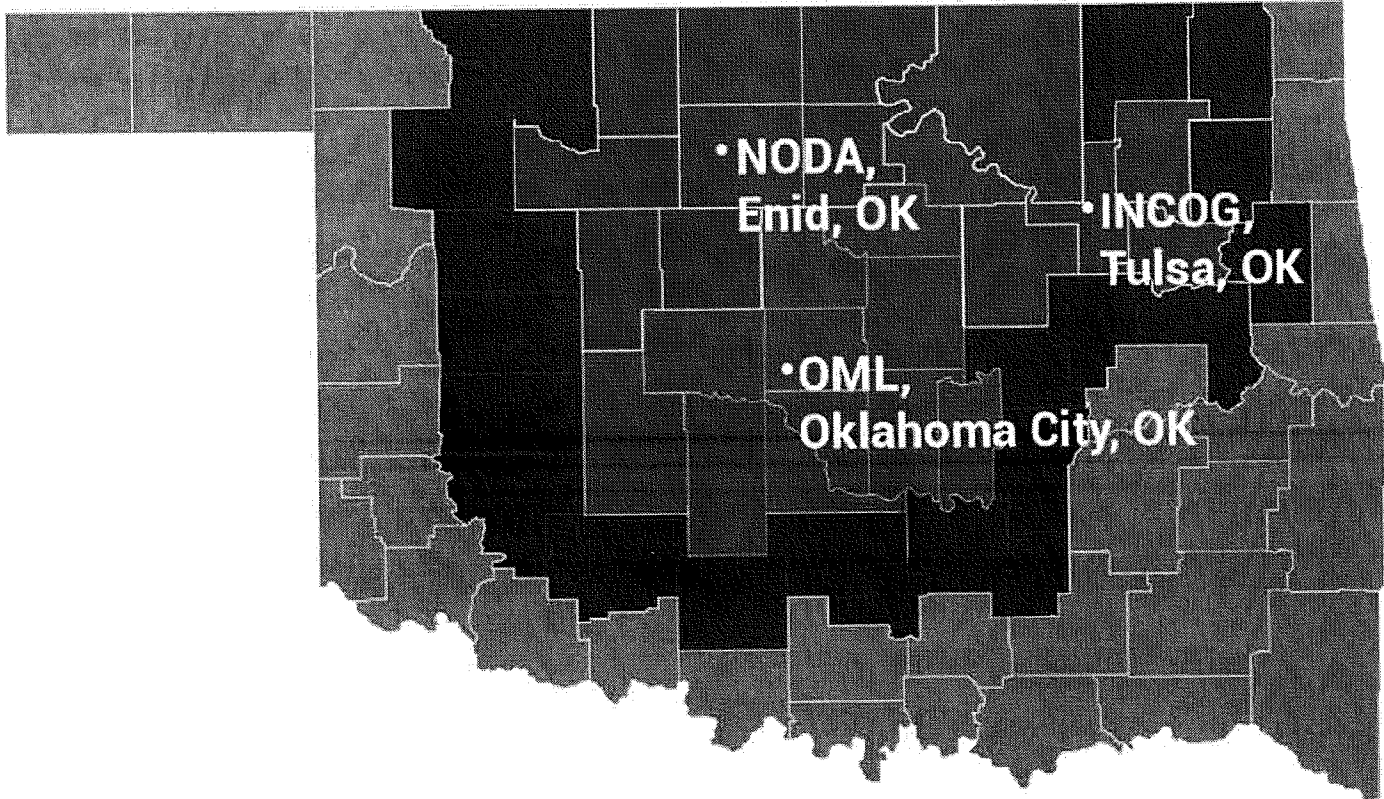 NODA,
Enid, OK
INCOG,
Tulsa, OK
OML,
Oklahoma City, OK